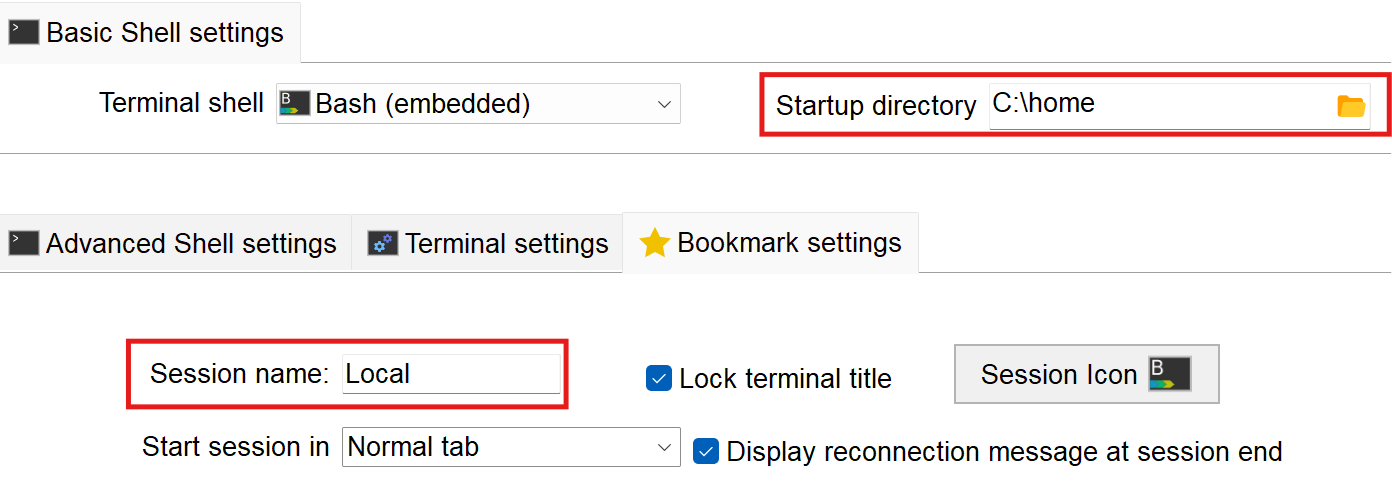 Basic Shell settings
Terminal shell B Bash (embedded) Startup directory C:\home
Advanced Shell settings Terminal settings Bookmark settings
Session name: Local Lock terminal title Session Icon B
Start session in Normal tab Display reconnection message at session end